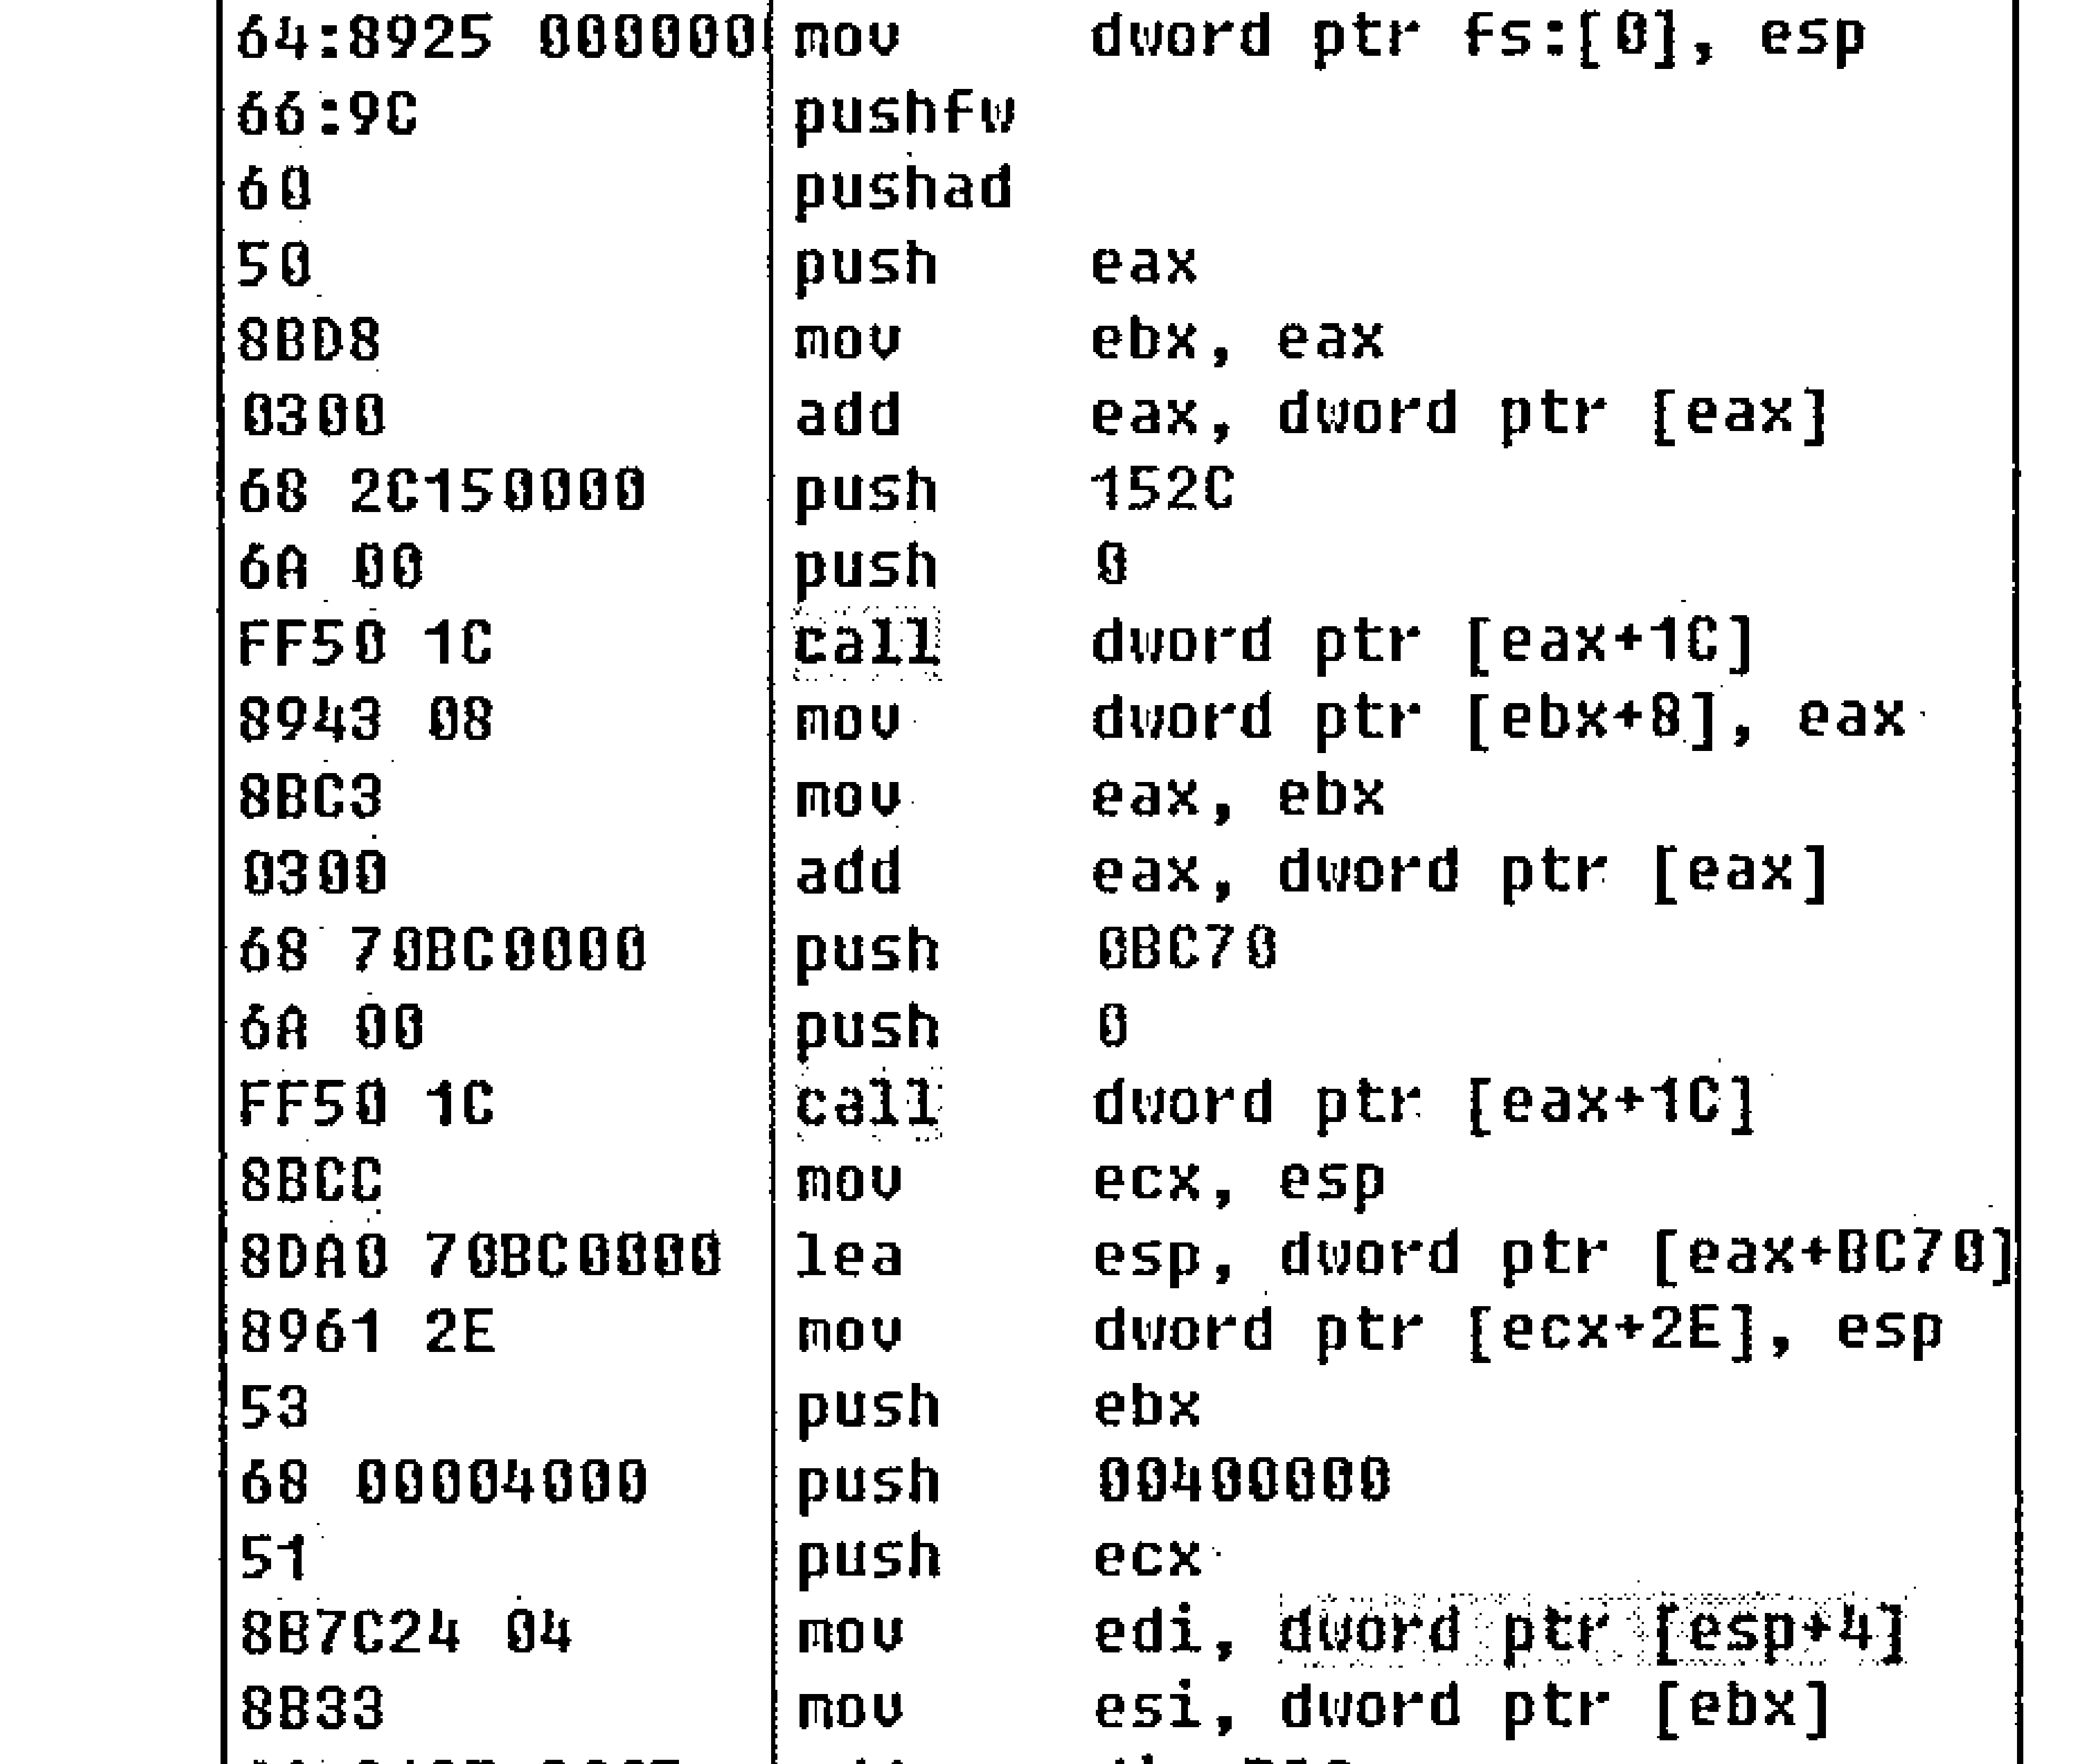 64:8925 000000 mov dword ptr fs:[0], esp
66:9C pushfw
60 pushad
50 push eax
8BD8 mov ebx, eax
0300 add eax, dword ptr [eax]
68 2C150000 push 152C
6A 00 push 0
FF50 1C call dword ptr [eax+1C]
8943 08 mov dword ptr [ebx+8], eax
8BC3 mov eax, ebx
0300 add eax, dword ptr [eax]
68 70BC0000 push 0BC70
6A 00 push 0
FF50 1C call dword ptr [eax+1C]
8BCC mov ecx, esp
8DA0 70BC0000 lea esp, dword ptr [eax+BC70]
8961 2E mov dword ptr [ecx+2E], esp
53 push ebx
68 00004000 push 00400000
51 push ecx
8B7C24 04 mov edi, dword ptr [esp+4]
8B33 mov esi, dword ptr [ebx]